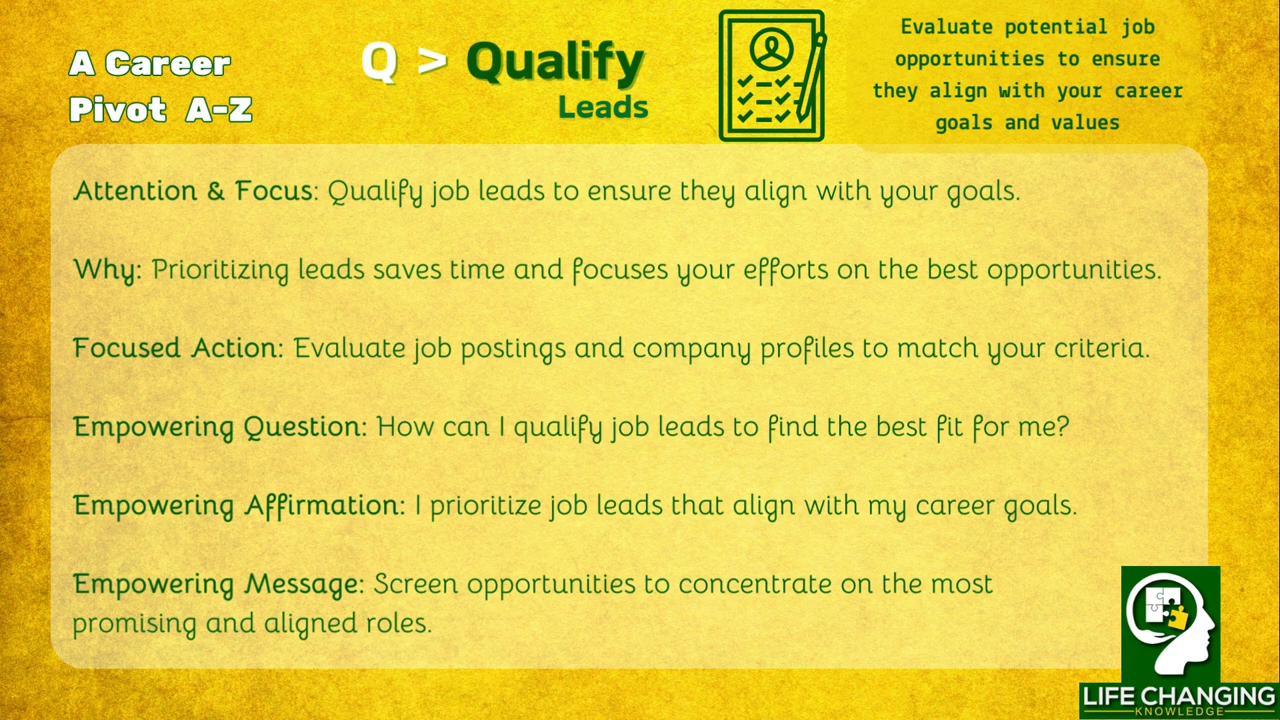 A Career
Pivot A-Z
Q > Qualify
Leads
Evaluate potential job
opportunities to ensure
they align with your career
goals and values
Attention & Focus: Qualify job leads to ensure they align with your goals.
Why: Prioritizing leads saves time and focuses your efforts on the best opportunities.
Focused Action: Evaluate job postings and company profiles to match your criteria.
Empowering Question: How can I qualify job leads to find the best fit for me?
Empowering Affirmation: I prioritize job leads that align with my career goals.
Empowering Message: Screen opportunities to concentrate on the most
promising and aligned roles.
LIFE CHANGING
KNOWLEDGE